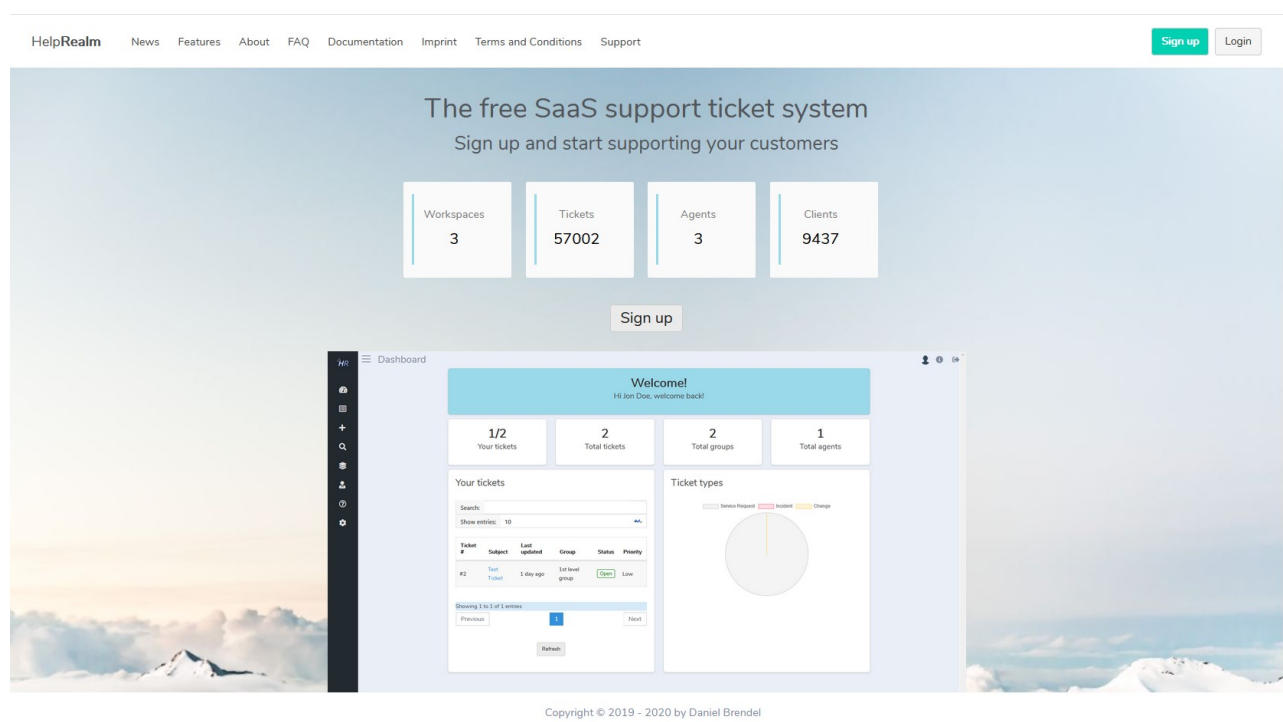 HelpRealm News Features About FAQ Documentation Imprint Terms and Conditions Support Sign up Login
The free SaaS support ticket system
Sign up and start supporting your customers
Workspaces Tickets Agents Clients
3 57002 3 9437
Sign up
HR Dashboard
Welcome!
Hi Jon Doe, welcome back!
1/2 2 2 1
Your tickets Total tickets Total groups Total agents
Your tickets Ticket types
Search:
Service Request Incident Change
Show entries: 10
Ticket # Subject Last updated Group Status Priority
#2 Test Ticket 1 day ago 1st level group Open Low
Showing 1 to 1 of 1 entries
Previous 1 Next
Refresh
Copyright © 2019 - 2020 by Daniel Brendel